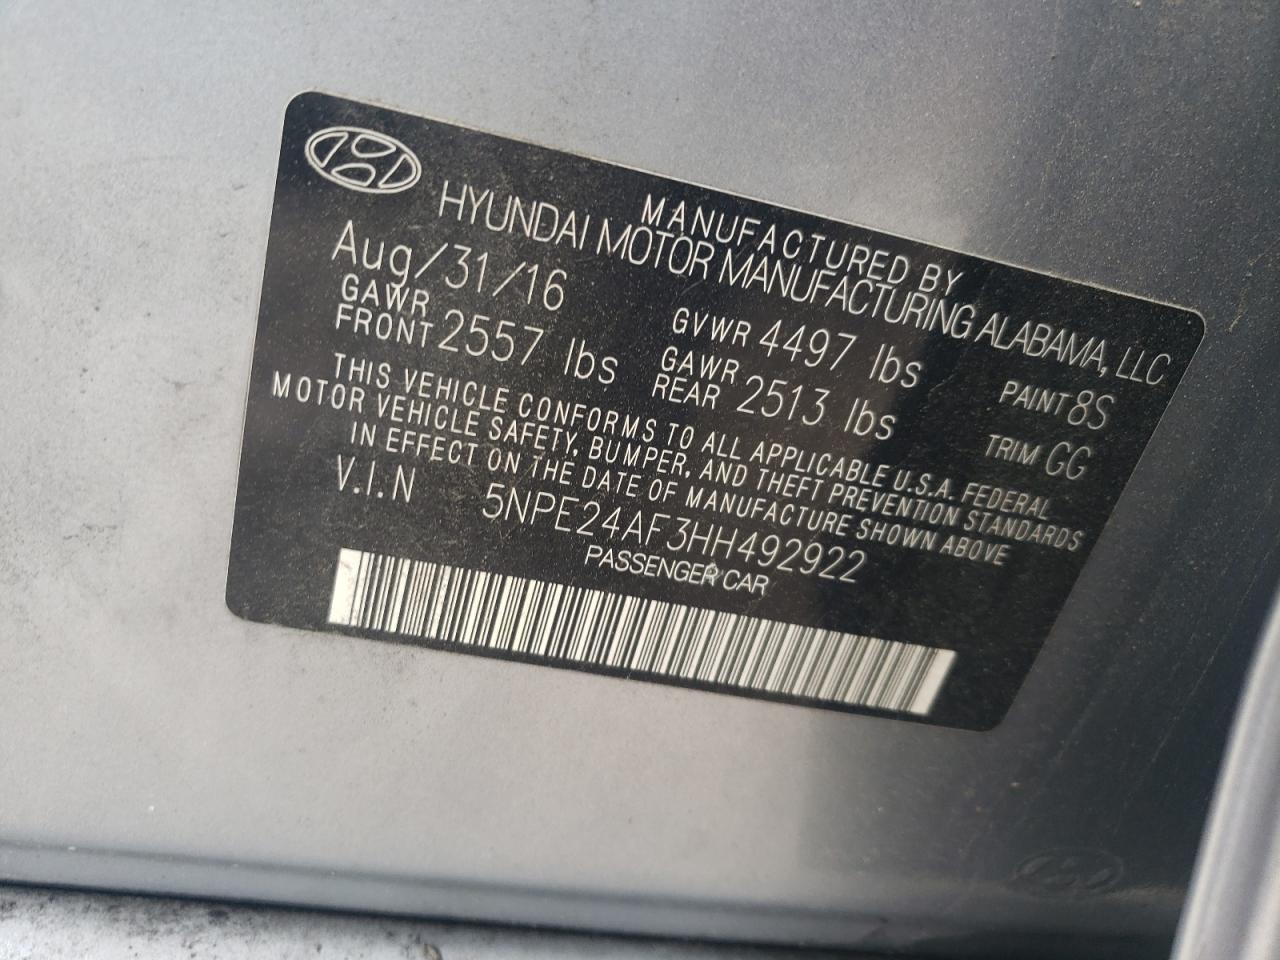 MANUFACTURED BY
HYUNDAI MOTOR MANUFACTURING ALABAMA, LLC
Aug/31/16 GVWR 4497 lbs PAINT 8S
GAWR FRONT 2557 lbs GAWR REAR 2513 lbs TRIM GG
THIS VEHICLE CONFORMS TO ALL APPLICABLE U.S.A. FEDERAL
MOTOR VEHICLE SAFETY, BUMPER, AND THEFT PREVENTION STANDARDS
IN EFFECT ON THE DATE OF MANUFACTURE SHOWN ABOVE
V.I.N 5NPE24AF3HH492922
PASSENGER CAR